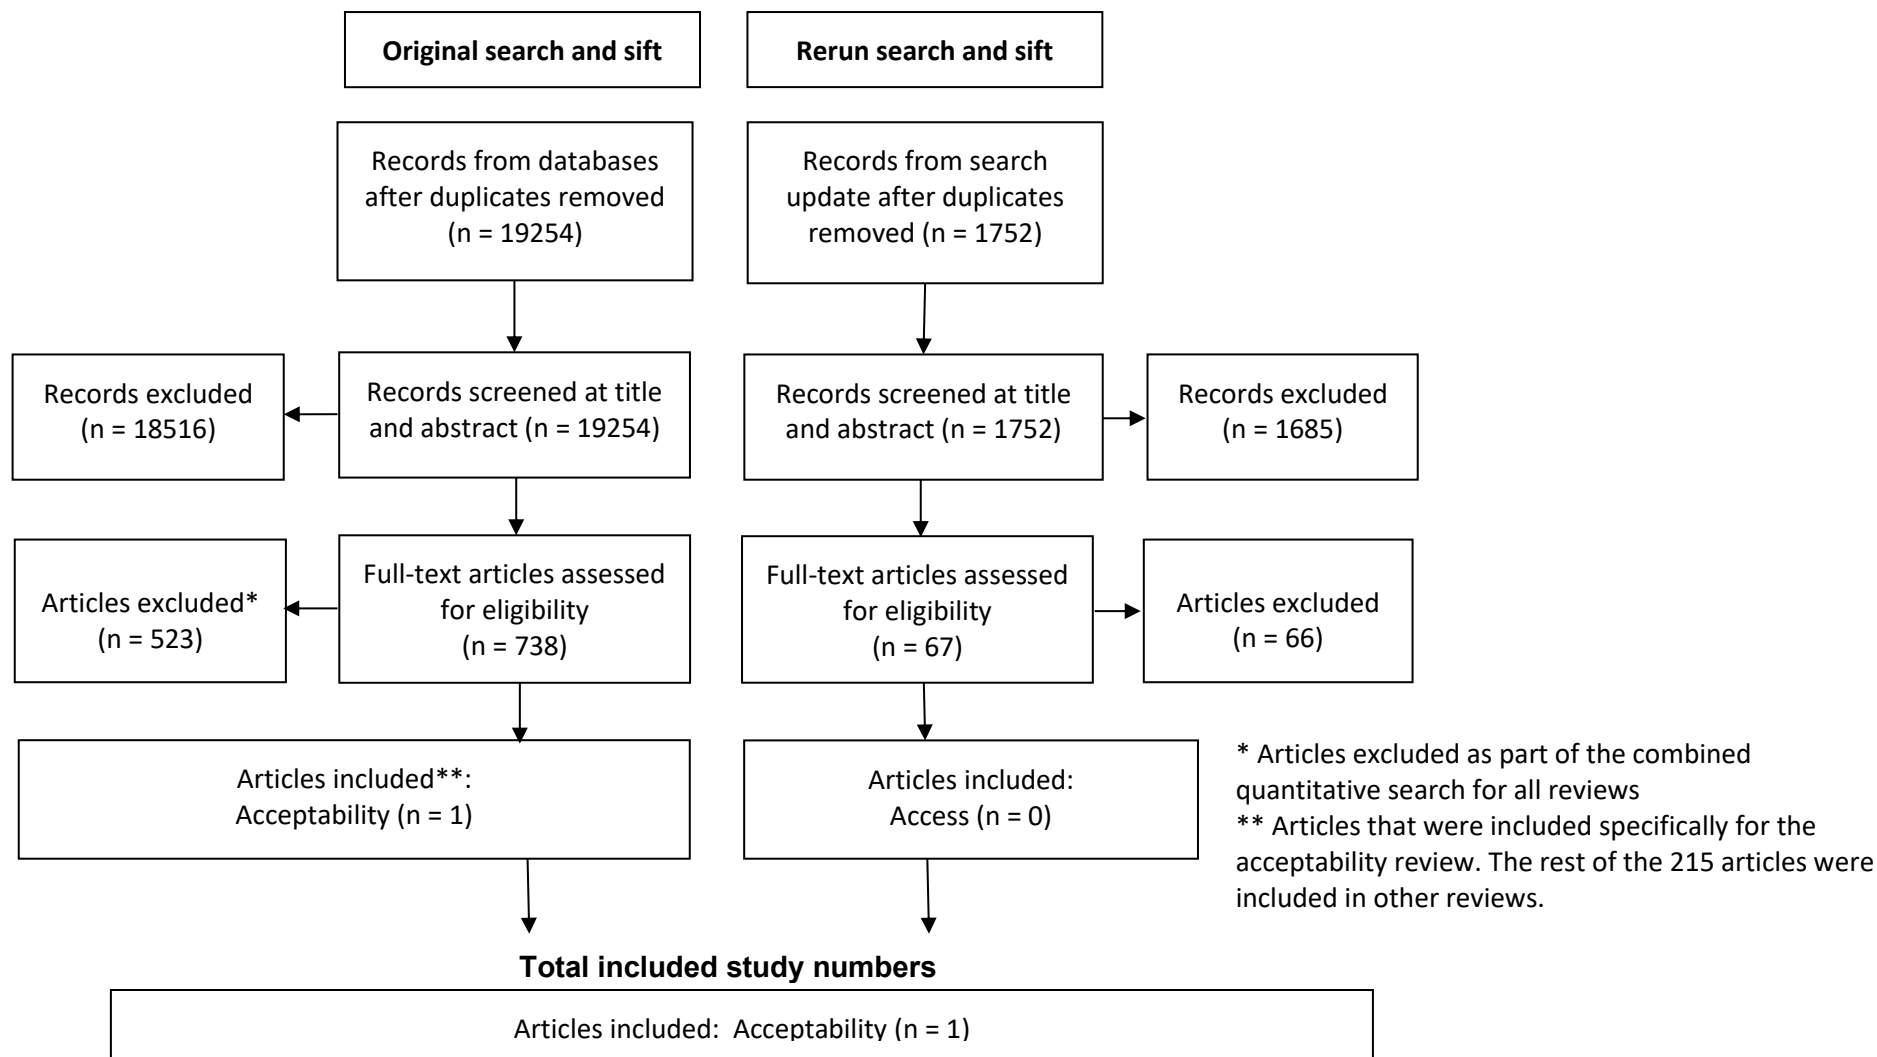 Original search and sift
Rerun search and sift
Records from databases
after duplicates removed
(n = 19254)
Records from search
update after duplicates
removed (n = 1752)
Records excluded
(n = 18516)
Records screened at title
and abstract (n = 19254)
Records screened at title
and abstract (n = 1752)
Records excluded
(n = 1685)
Articles excluded*
(n = 523)
Full-text articles assessed
for eligibility
(n = 738)
Full-text articles assessed
for eligibility
(n = 67)
Articles excluded
(n = 66)
Articles included**:
Acceptability (n = 1)
Articles included:
Access (n = 0)
* Articles excluded as part of the combined
quantitative search for all reviews
** Articles that were included specifically for the
acceptability review. The rest of the 215 articles were
included in other reviews.
Total included study numbers
Articles included:  Acceptability (n = 1)